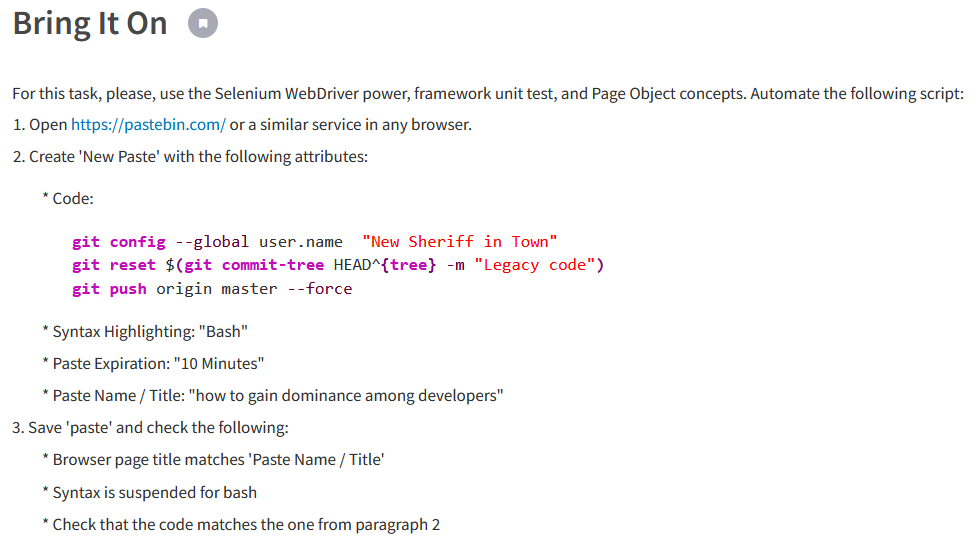 Bring It On
For this task, please, use the Selenium WebDriver power, framework unit test, and Page Object concepts. Automate the following script:
1. Open https://pastebin.com/ or a similar service in any browser.
2. Create 'New Paste' with the following attributes:
* Code:
git config --global user.name  "New Sheriff in Town"
git reset $(git commit-tree HEAD^{tree} -m "Legacy code")
git push origin master --force
* Syntax Highlighting: "Bash"
* Paste Expiration: "10 Minutes"
* Paste Name / Title: "how to gain dominance among developers"
3. Save 'paste' and check the following:
* Browser page title matches 'Paste Name / Title'
* Syntax is suspended for bash
* Check that the code matches the one from paragraph 2